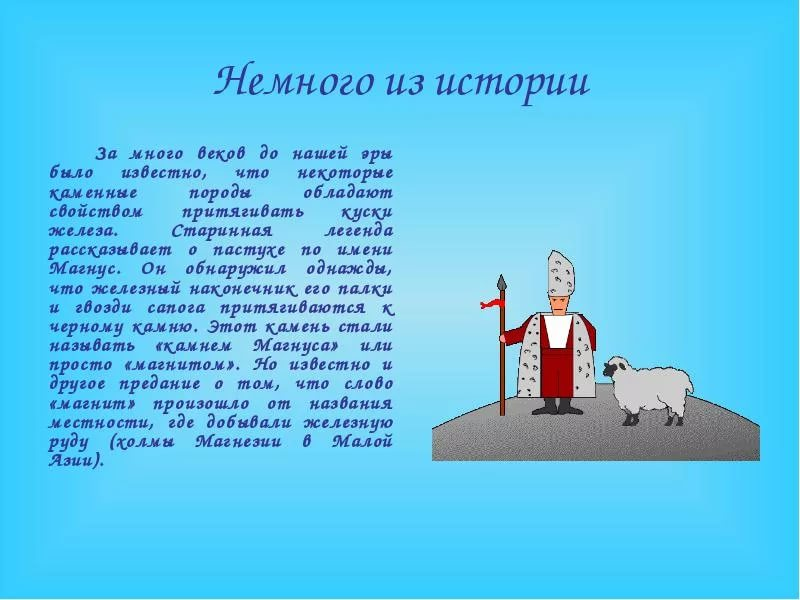 Немного из истории
За много веков до нашей эры
было известно, что некоторые
каменные породы обладают
свойством притягивать куски
железа. Старинная легенда
рассказывает о пастухе по имени
Магнус. Он обнаружил однажды,
что железный наконечник его палки
и гвозди сапога притягиваются к
черному камню. Этот камень стали
называть «камнем Магнуса» или
просто «магнитом». Но известно и
другое предание о том, что слово
«магнит» произошло от названия
местности, где добывали железную
руду (холмы Магнезии в Малой
Азии).